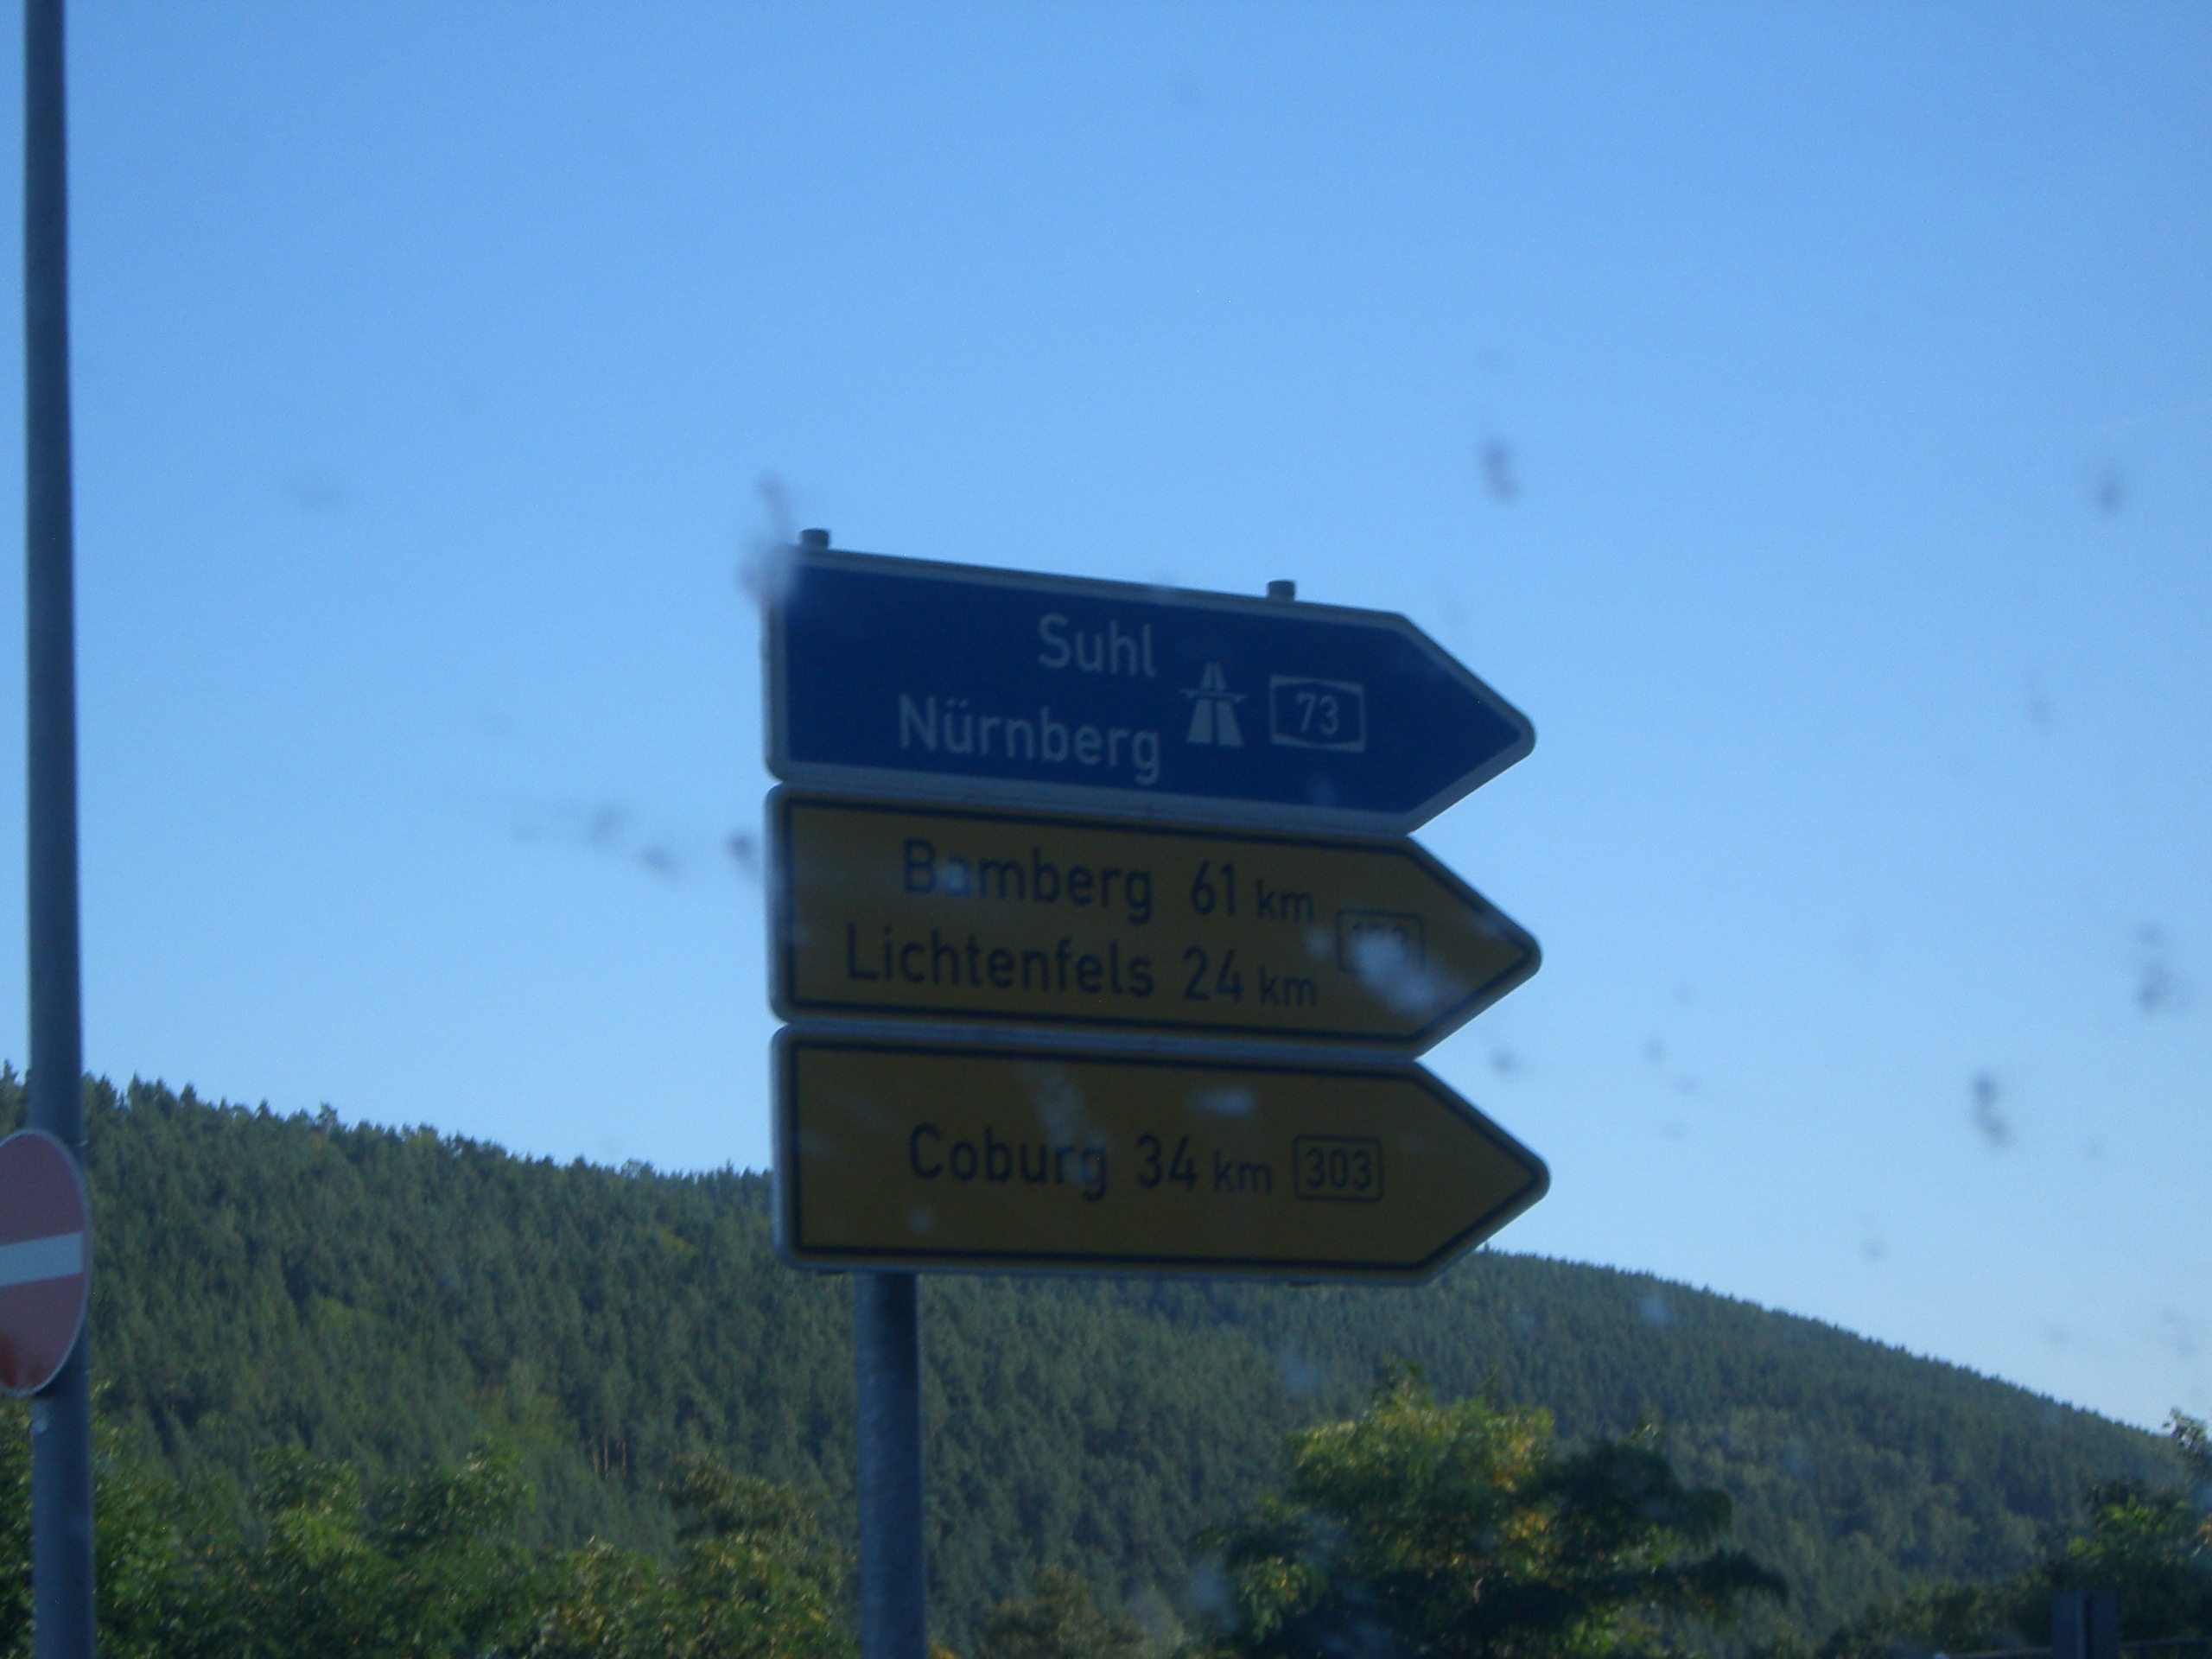 Suhl
Nürnberg 73
Bamberg 61 km
Lichtenfels 24 km
Coburg 34 km 303